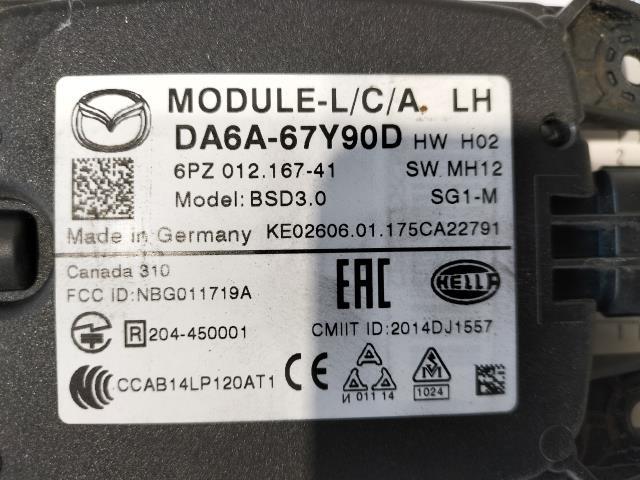 MODULE-L/C/A. LH
DA6A-67Y90D HW H02
6PZ 012.167-41 SW MH12
Model: BSD3.0 SG1-M
Made in Germany KE02606.01.175CA22791
Canada 310
FCC ID:NBG011719A
EAC HELLA
R 204-450001 CMIIT ID:2014DJ1557
CCAB14LP120AT1 CE
И 011 14 1024